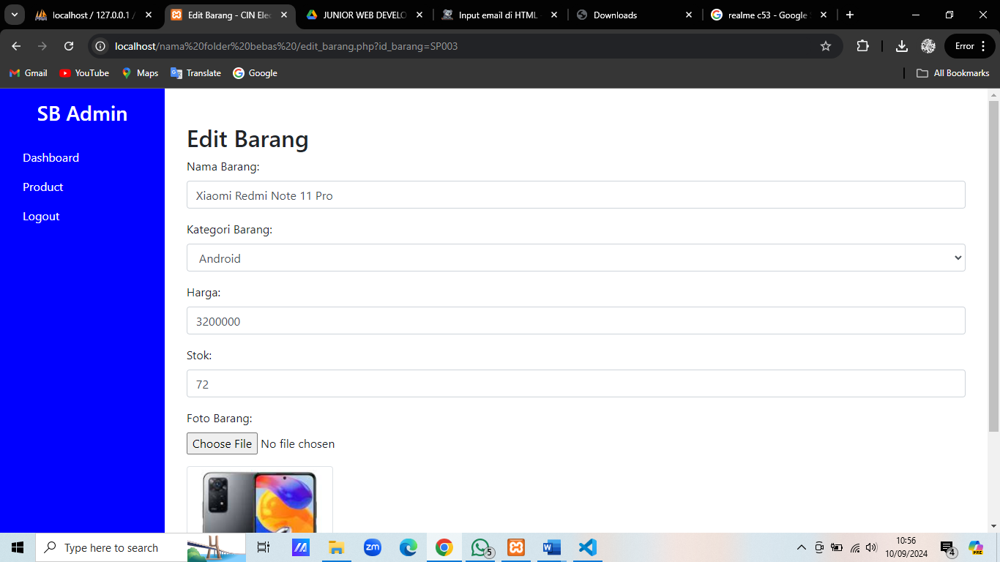 localhost / 127.0.0.1 /
Edit Barang - CIN Elec
JUNIOR WEB DEVELO
Input email di HTML -
Downloads
realme c53 - Google S
localhost/nama%20folder%20bebas%20/edit_barang.php?id_barang=SP003
Error
Gmail
YouTube
Maps
Translate
Google
All Bookmarks
SB Admin
Dashboard
Product
Logout
Edit Barang
Nama Barang:
Xiaomi Redmi Note 11 Pro
Kategori Barang:
Android
Harga:
3200000
Stok:
72
Foto Barang:
Choose File No file chosen
Type here to search
zm
5
10:56
10/09/2024
4
PRE